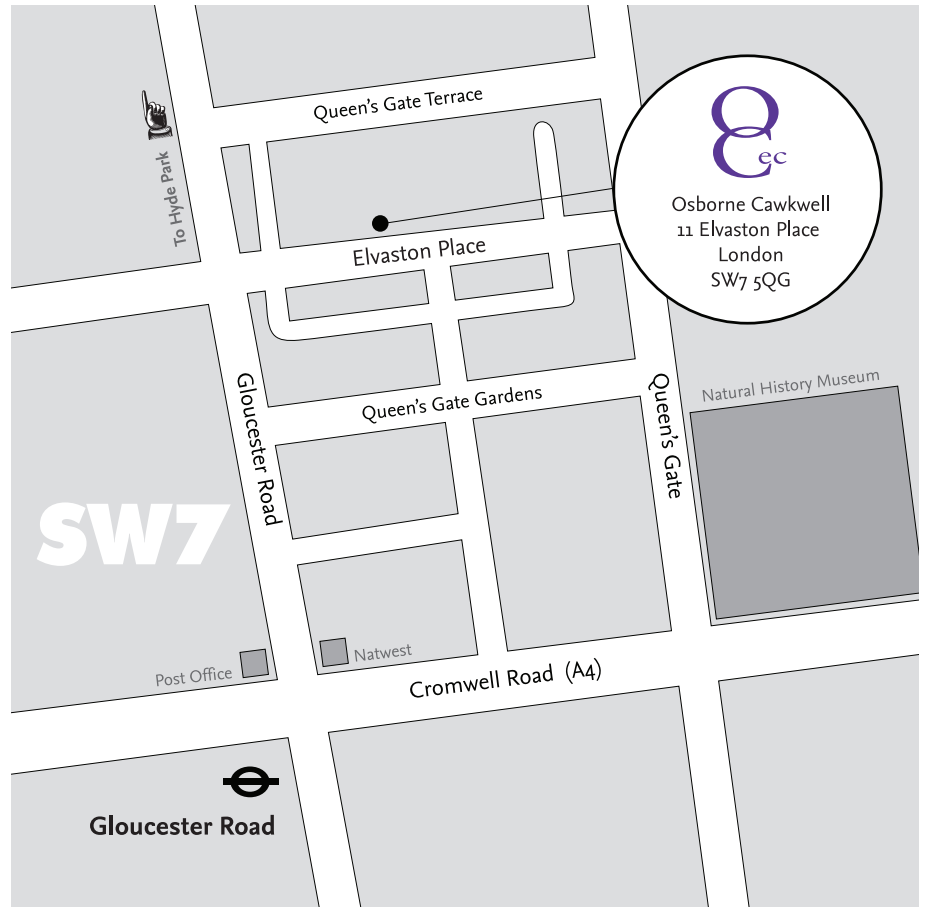 Queen's Gate Terrace
To Hyde Park
OC ec
Osborne Cawkwell
11 Elvaston Place
London
SW7 5QG
Elvaston Place
Natural History Museum
Queen's Gate Gardens
Gloucester Road
Queen's Gate
SW7
Natwest
Post Office
Cromwell Road (A4)
Gloucester Road